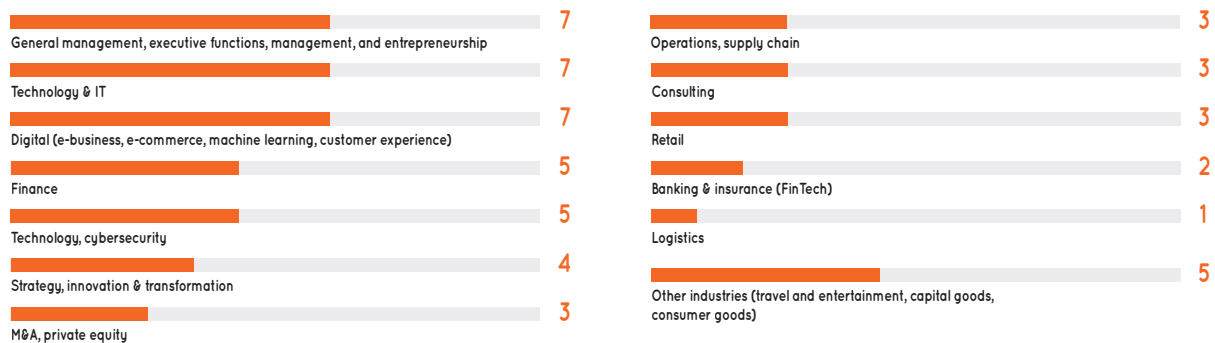 7
General management, executive functions, management, and entrepreneurship
7
Technology & IT
7
Digital (e-business, e-commerce, machine learning, customer experience)
5
Finance
5
Technology, cybersecurity
4
Strategy, innovation & transformation
3
M&A, private equity
3
Operations, supply chain
3
Consulting
3
Retail
2
Banking & insurance (FinTech)
1
Logistics
5
Other industries (travel and entertainment, capital goods,
consumer goods)